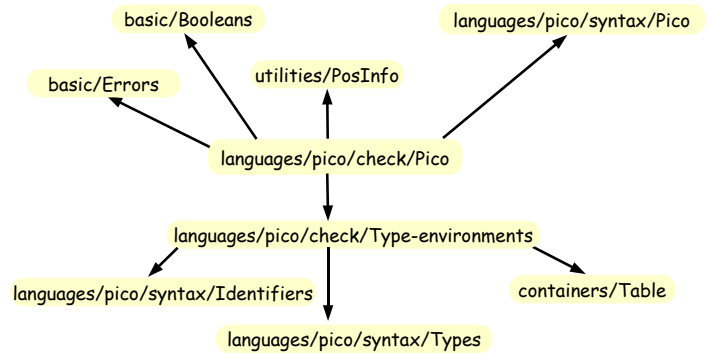 basic/Booleans
languages/pico/syntax/Pico
basic/Errors
utilities/PosInfo
languages/pico/check/Pico
languages/pico/check/Type-environments
languages/pico/syntax/Identifiers
containers/Table
languages/pico/syntax/Types